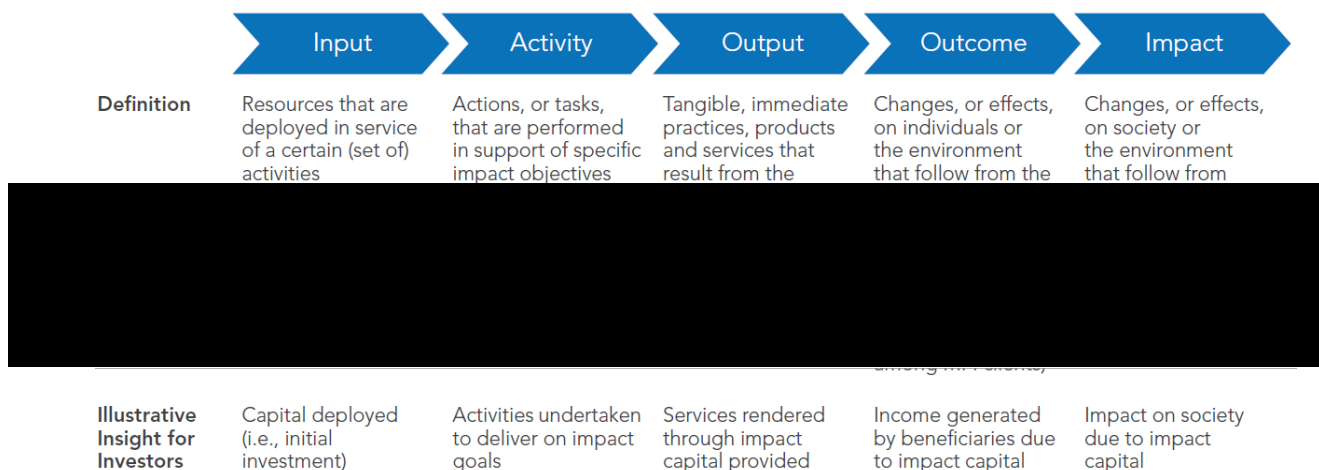 Input Activity Output Outcome Impact
Definition Resources that are Actions, or tasks, Tangible, immediate Changes, or effects, Changes, or effects,
deployed in service that are performed practices, products on individuals or on society or
of a certain (set of) in support of specific and services that the environment the environment
activities impact objectives result from the that follow from the that follow from
Illustrative Capital deployed Activities undertaken Services rendered Income generated Impact on society
Insight for (i.e., initial to deliver on impact through impact by beneficiaries due due to impact
Investors investment) goals capital provided to impact capital capital